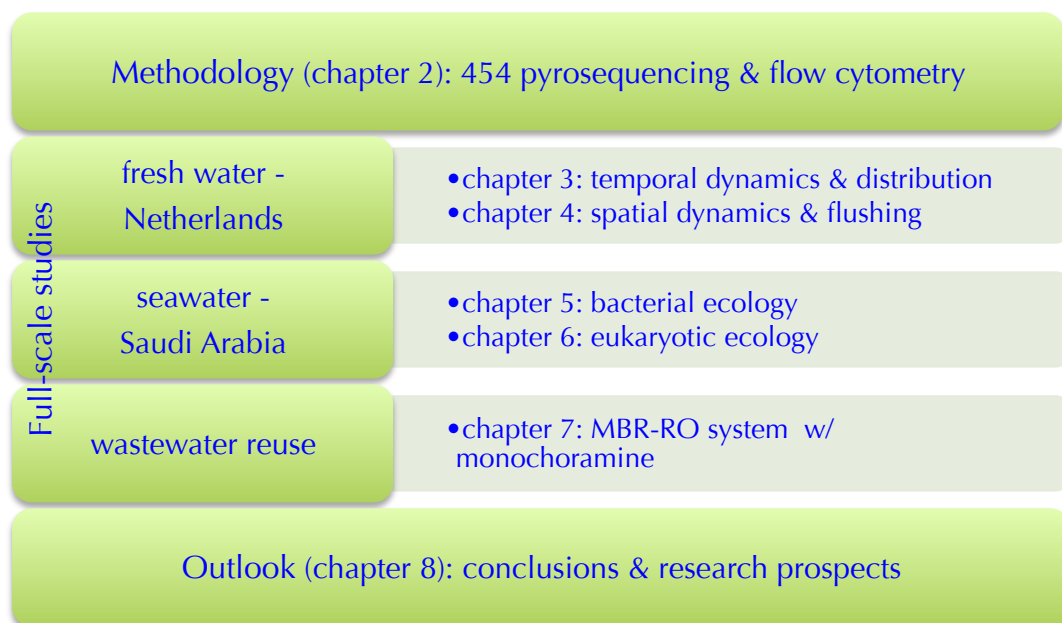 Methodology (chapter 2): 454 pyrosequencing & flow cytometry
Full-scale studies
fresh water -
Netherlands
•chapter 3: temporal dynamics & distribution
•chapter 4: spatial dynamics & flushing
seawater -
Saudi Arabia
•chapter 5: bacterial ecology
•chapter 6: eukaryotic ecology
wastewater reuse
•chapter 7: MBR-RO system w/
monochoramine
Outlook (chapter 8): conclusions & research prospects